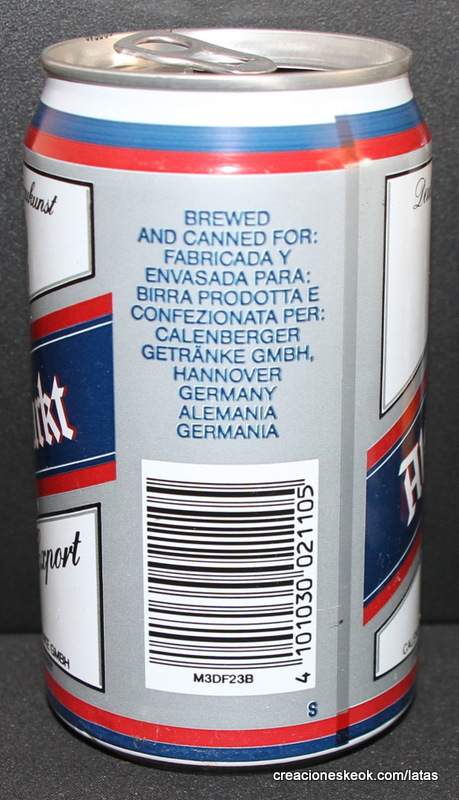 BREWED
AND CANNED FOR:
FABRICADA Y
ENVASADA PARA:
BIRRA PRODOTTA E
CONFEZIONATA PER:
CALENBERGER
GETRÄNKE GMBH,
HANNOVER
GERMANY
ALEMANIA
GERMANIA
4 101030 021105
M3DF23B
S
GMBH
creacioneskeok.com/latas